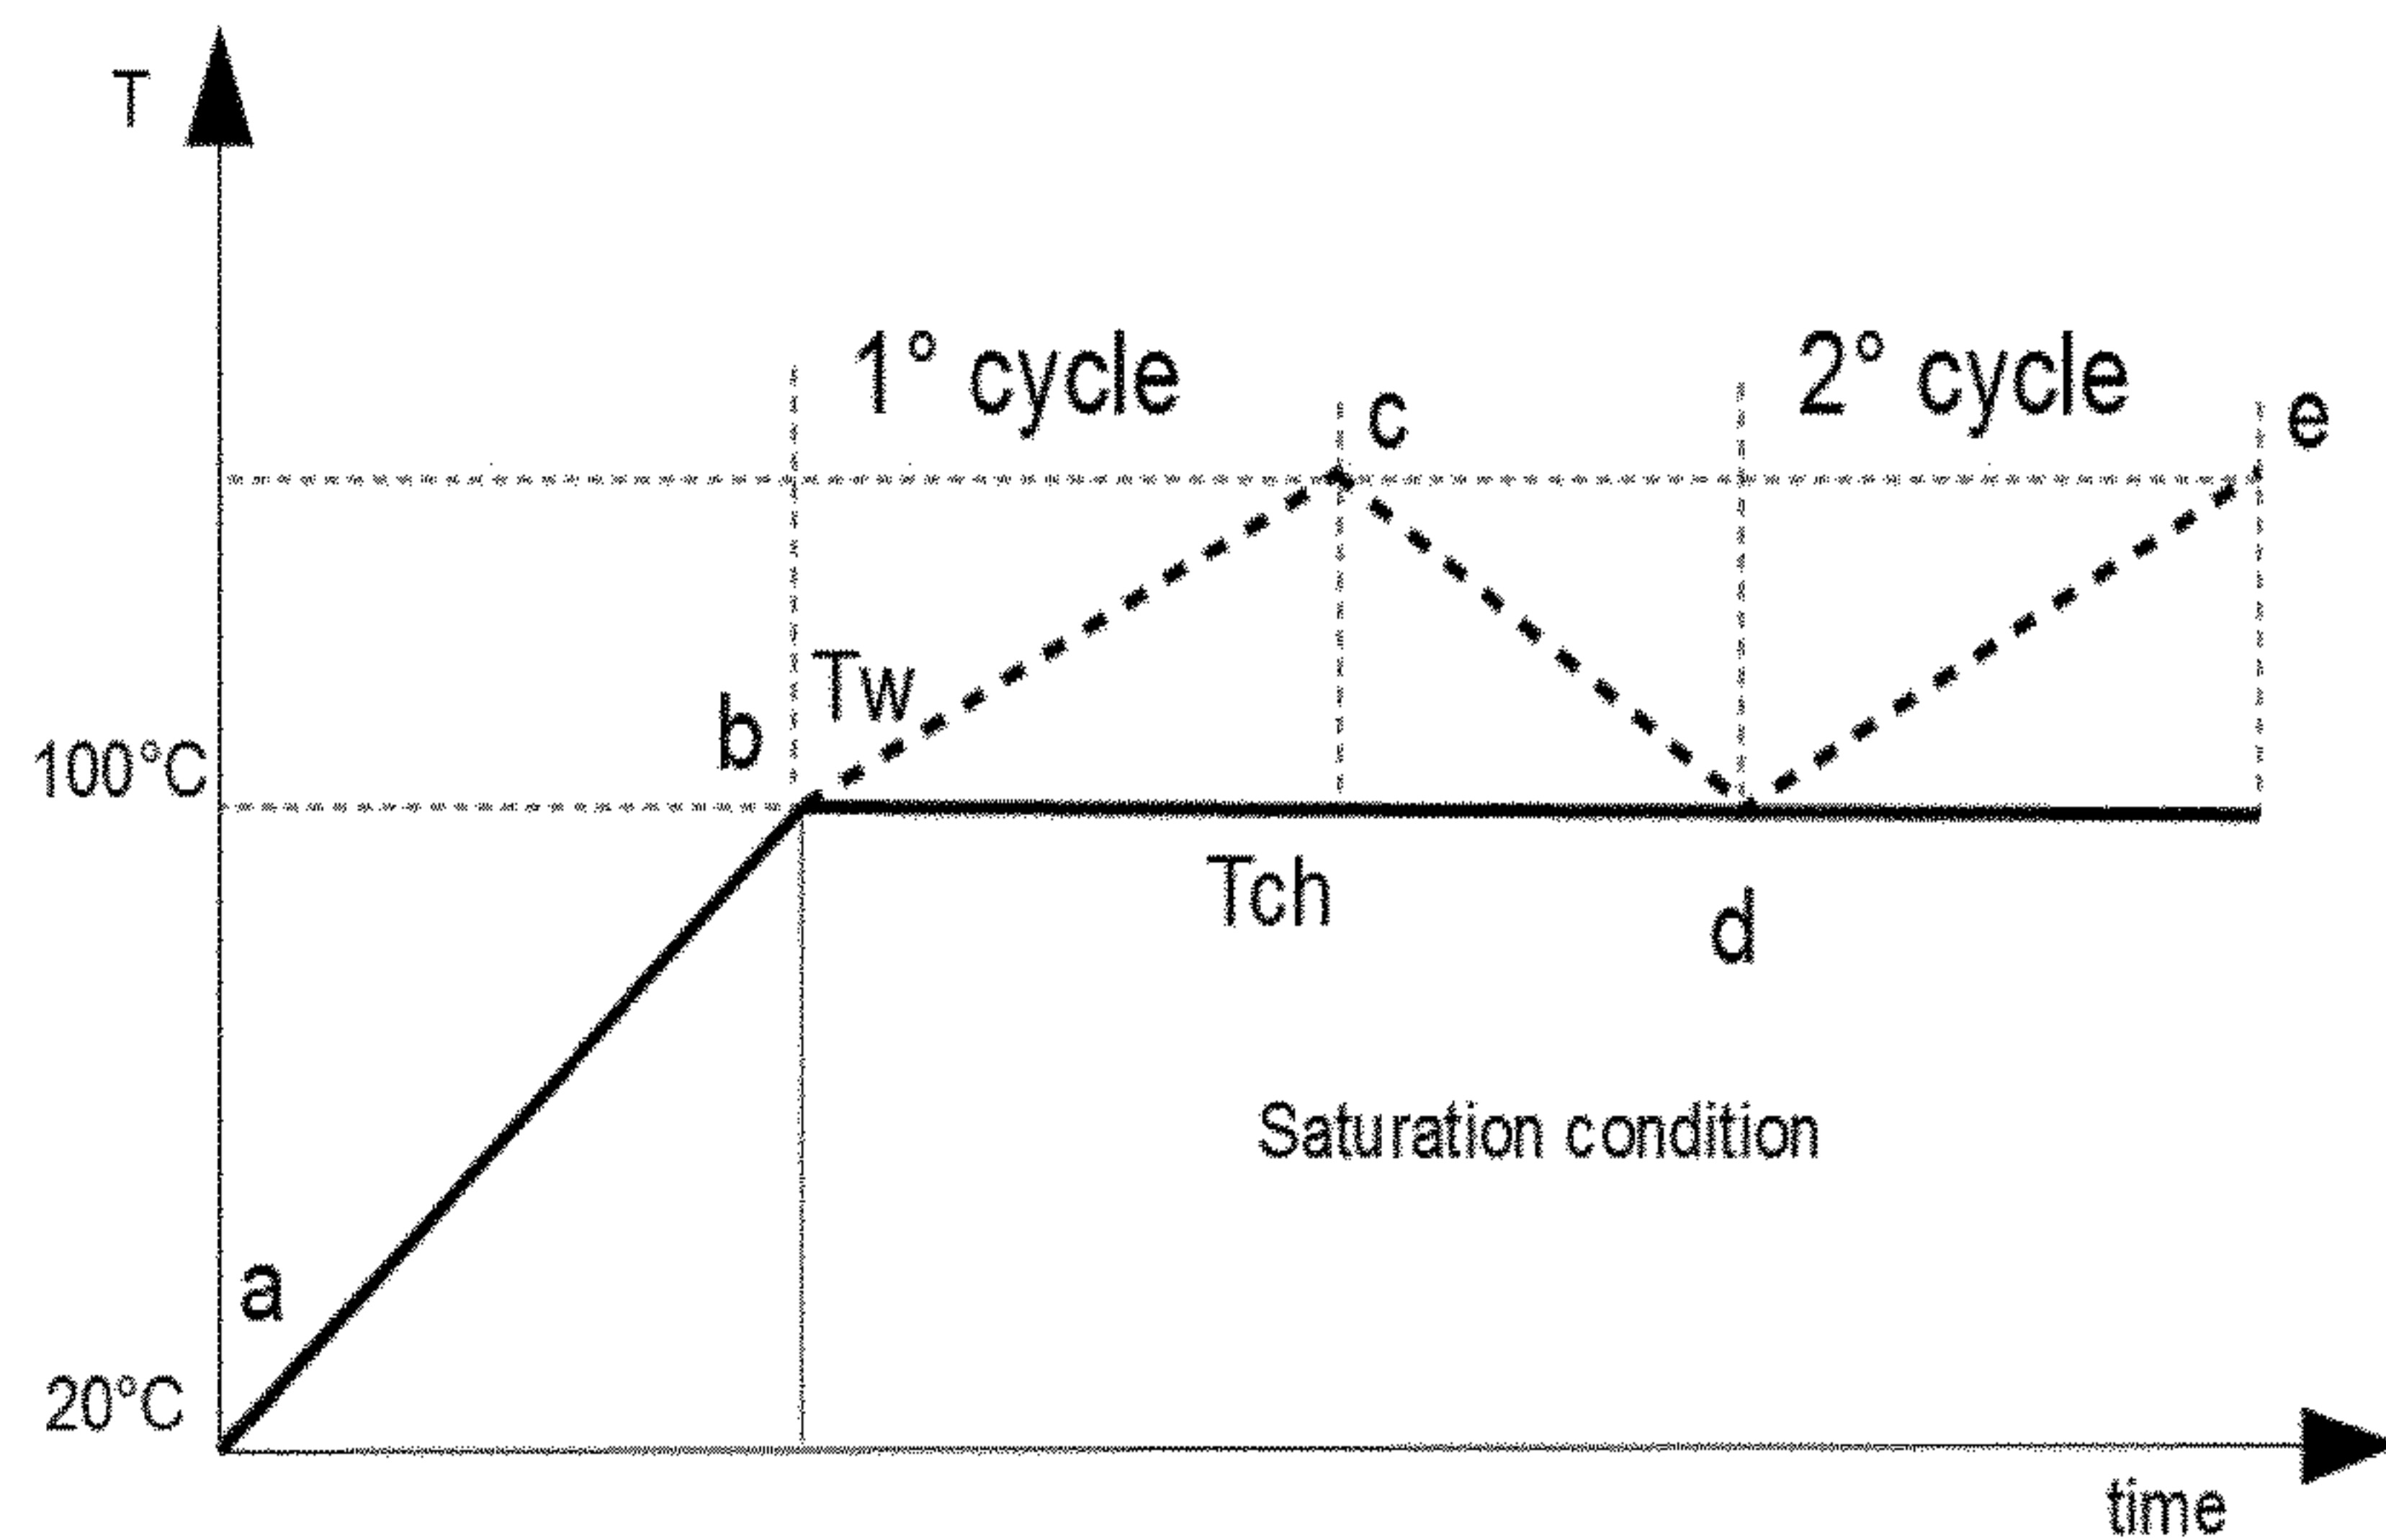 T
1° cycle
2° cycle
c
e
Tw
b
100°C
Tch
d
Saturation condition
a
20°C
time